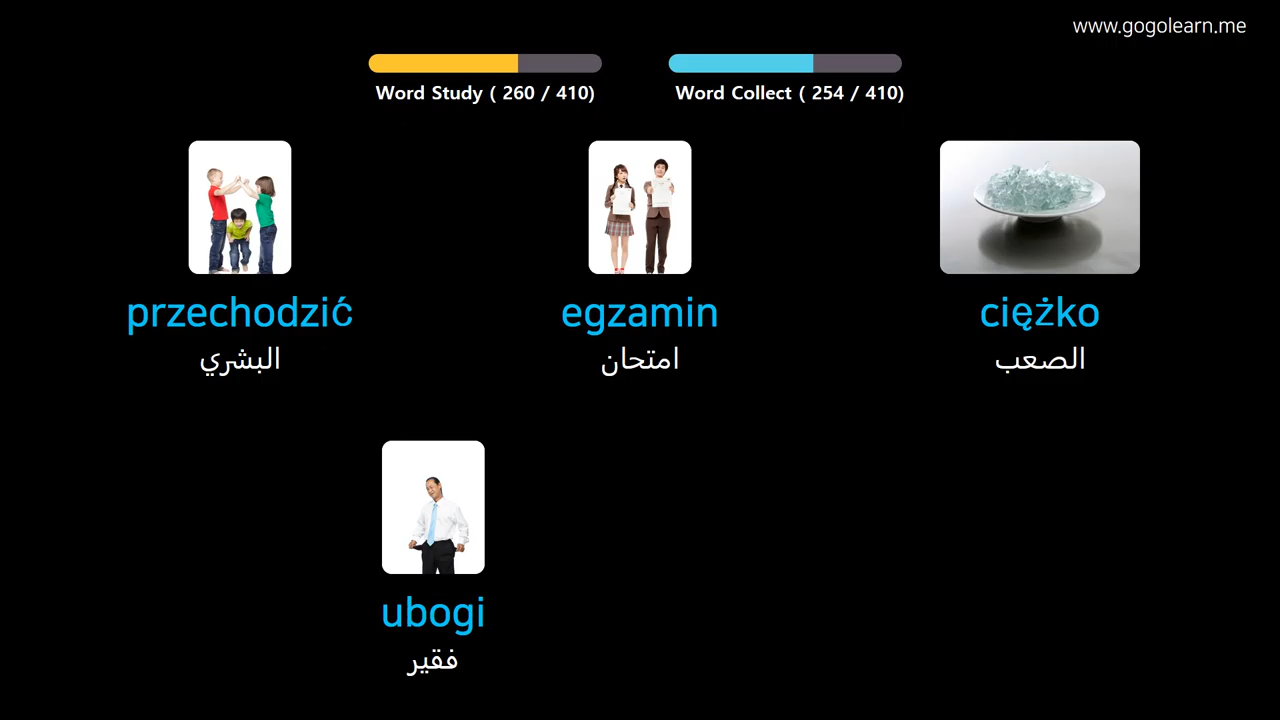 www.gogolearn.me
Word Study ( 260 / 410)
Word Collect ( 254 / 410)
przechodzić
البشري
egzamin
امتحان
ciężko
الصعب
ubogi
فقير